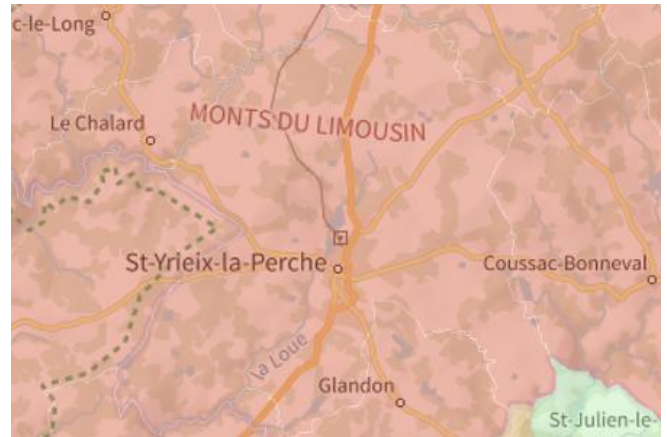 c-le-Long
Le Chalard
MONTS DU LIMOUSIN
St-Yrieix-la-Perche
Coussac-Bonneval
la Loue
Glandon
St-Julien-le-